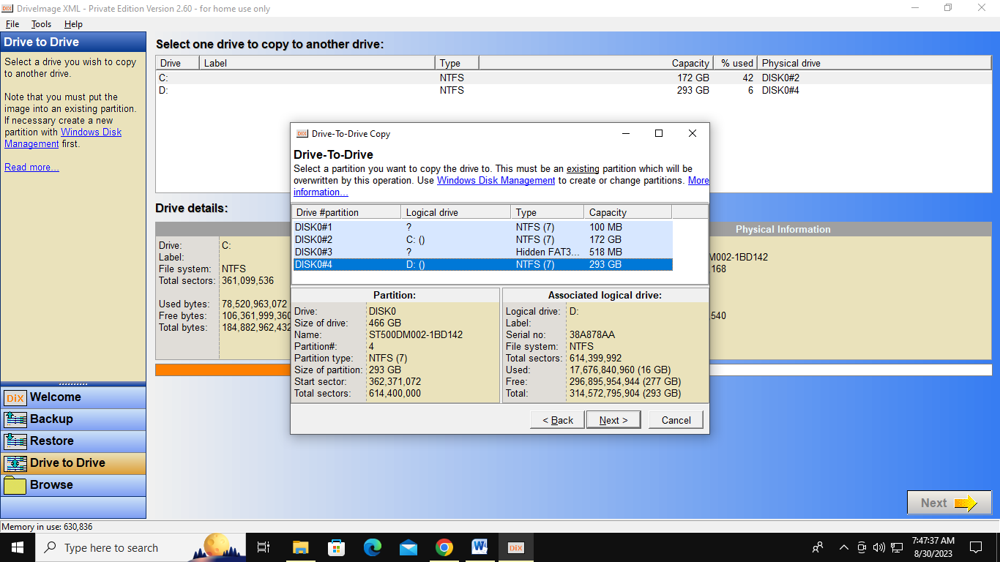 DriveImage XML - Private Edition Version 2.60 - for home use only
File Tools Help
Drive to Drive
Select a drive you wish to copy
to another drive.
Note that you must put the
image into an existing partition.
If necessary create a new
partition with Windows Disk
Management first.
Read more...
Select one drive to copy to another drive:
Drive Label Type Capacity % used Physical drive
C: NTFS 172 GB 42 DISK0#2
D: NTFS 293 GB 6 DISK0#4
Drive details:
Physical Information
Drive: C:
Label:
File system: NTFS
Total sectors: 361,099,536
Used bytes: 78,520,963,072
Free bytes: 106,361,999,360
Total bytes: 184,882,962,432
M002-1BD142
168
,540
Drive-To-Drive Copy
Drive-To-Drive
Select a partition you want to copy the drive to. This must be an existing partition which will be
overwritten by this operation. Use Windows Disk Management to create or change partitions. More
information...
Drive #partition Logical drive Type Capacity
DISK0#1 ? NTFS (7) 100 MB
DISK0#2 C: () NTFS (7) 172 GB
DISK0#3 ? Hidden FAT3... 518 MB
DISK0#4 D: () NTFS (7) 293 GB
Partition:
Drive: DISK0
Size of drive: 466 GB
Name: ST500DM002-1BD142
Partition#: 4
Partition type: NTFS (7)
Size of partition: 293 GB
Start sector: 362,371,072
Total sectors: 614,400,000
Associated logical drive:
Logical drive: D:
Label:
Serial no: 38A878AA
File system: NTFS
Total sectors: 614,399,992
Used: 17,676,840,960 (16 GB)
Free: 296,895,954,944 (277 GB)
Total: 314,572,795,904 (293 GB)
< Back Next > Cancel
DiX Welcome
Backup
Restore
Drive to Drive
Browse
Next
Memory in use: 630,836
Type here to search
DiX
7:47:37 AM
8/30/2023